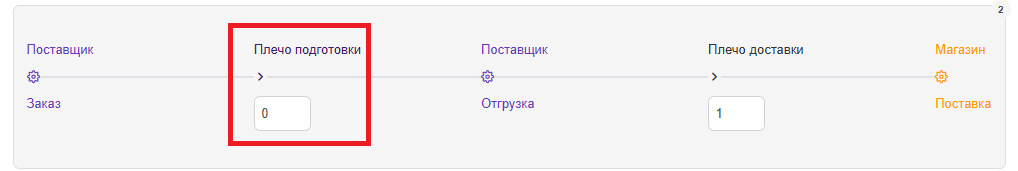 2
Поставщик Плечо подготовки Поставщик Плечо доставки Магазин
Заказ 0 Отгрузка 1 Поставка